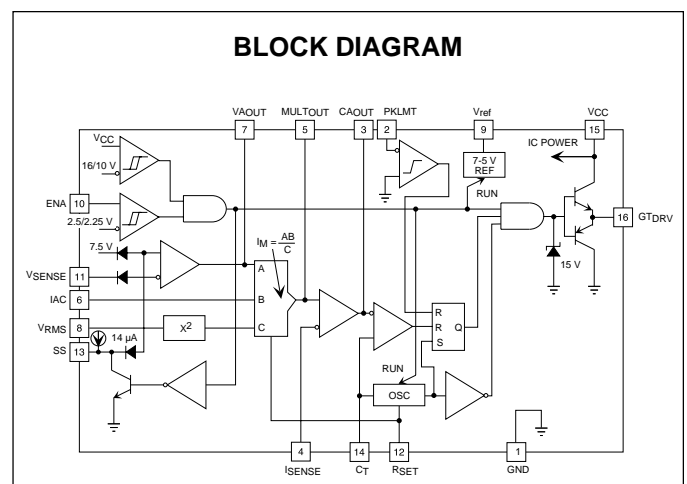 BLOCK DIAGRAM
VAOUT MULTOUT CAOUT PKLMT Vref VCC
7 5 3 2 9 15
VCC
IC POWER
7-5 V
REF
16/10 V
RUN
ENA 10
2.5/2.25 V
16 GTDRV
7.5 V
IM = AB
C
15 V
VSENSE 11
A
IAC 6
B
R
R Q
S
VRMS 8
X2
C
14 µA
SS 13
RUN
OSC
4 14 12 1
ISENSE CT RSET GND